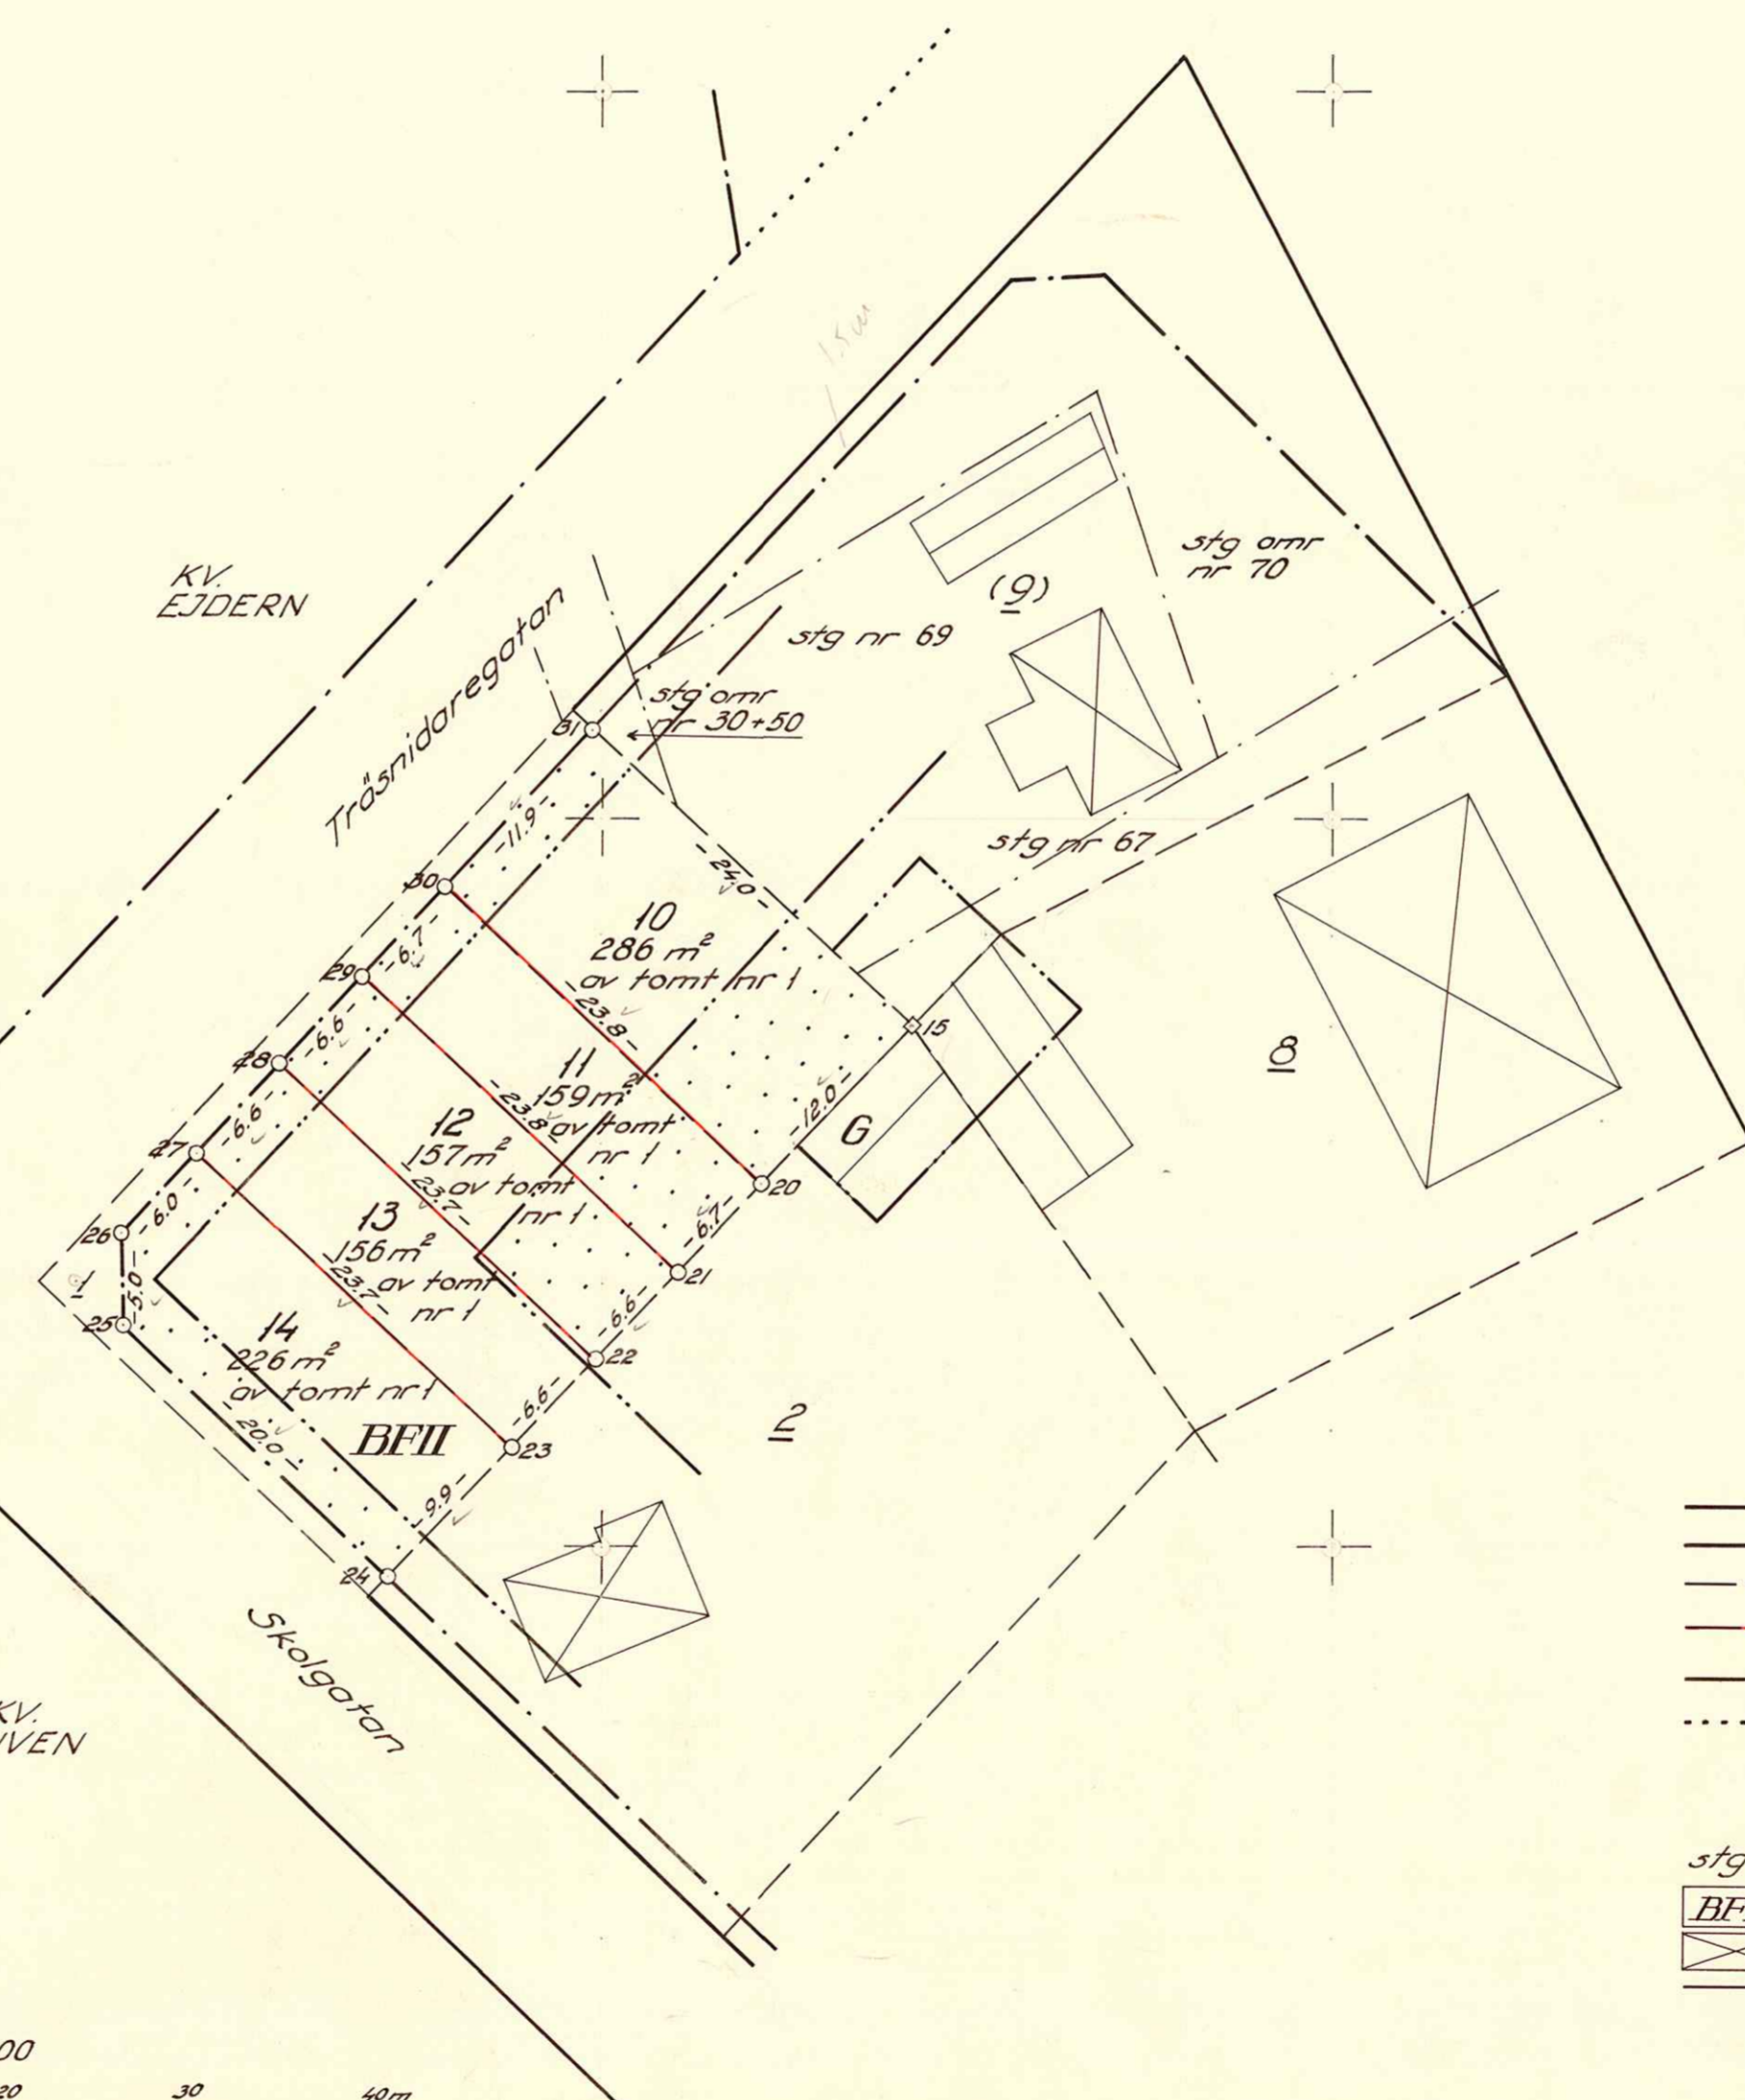 1.5 m
KV.
EJDERN
Träsnidaregatan
stg omr
nr 70
(9)
stg nr 69
stg omr
nr 30+50
31
11.9
24.0
stg nr 67
30
10
286 m²
av tomt nr 1
6.7
29
23.8
15
8
6.6
28
11
159 m²
av tomt
nr 1
23.8
12.0
G
6.6
27
12
157 m²
av tomt
nr 1
23.7
20
6.7
6.0
26
13
156 m²
av tomt
nr 1
23.7
21
6.6
1
5.0
25
14
226 m²
av tomt nr 1
22
6.6
2
20.0
BFII
23
9.9
24
Skolgatan
KV.
VEN
stg
BF
00
20 30 40 m